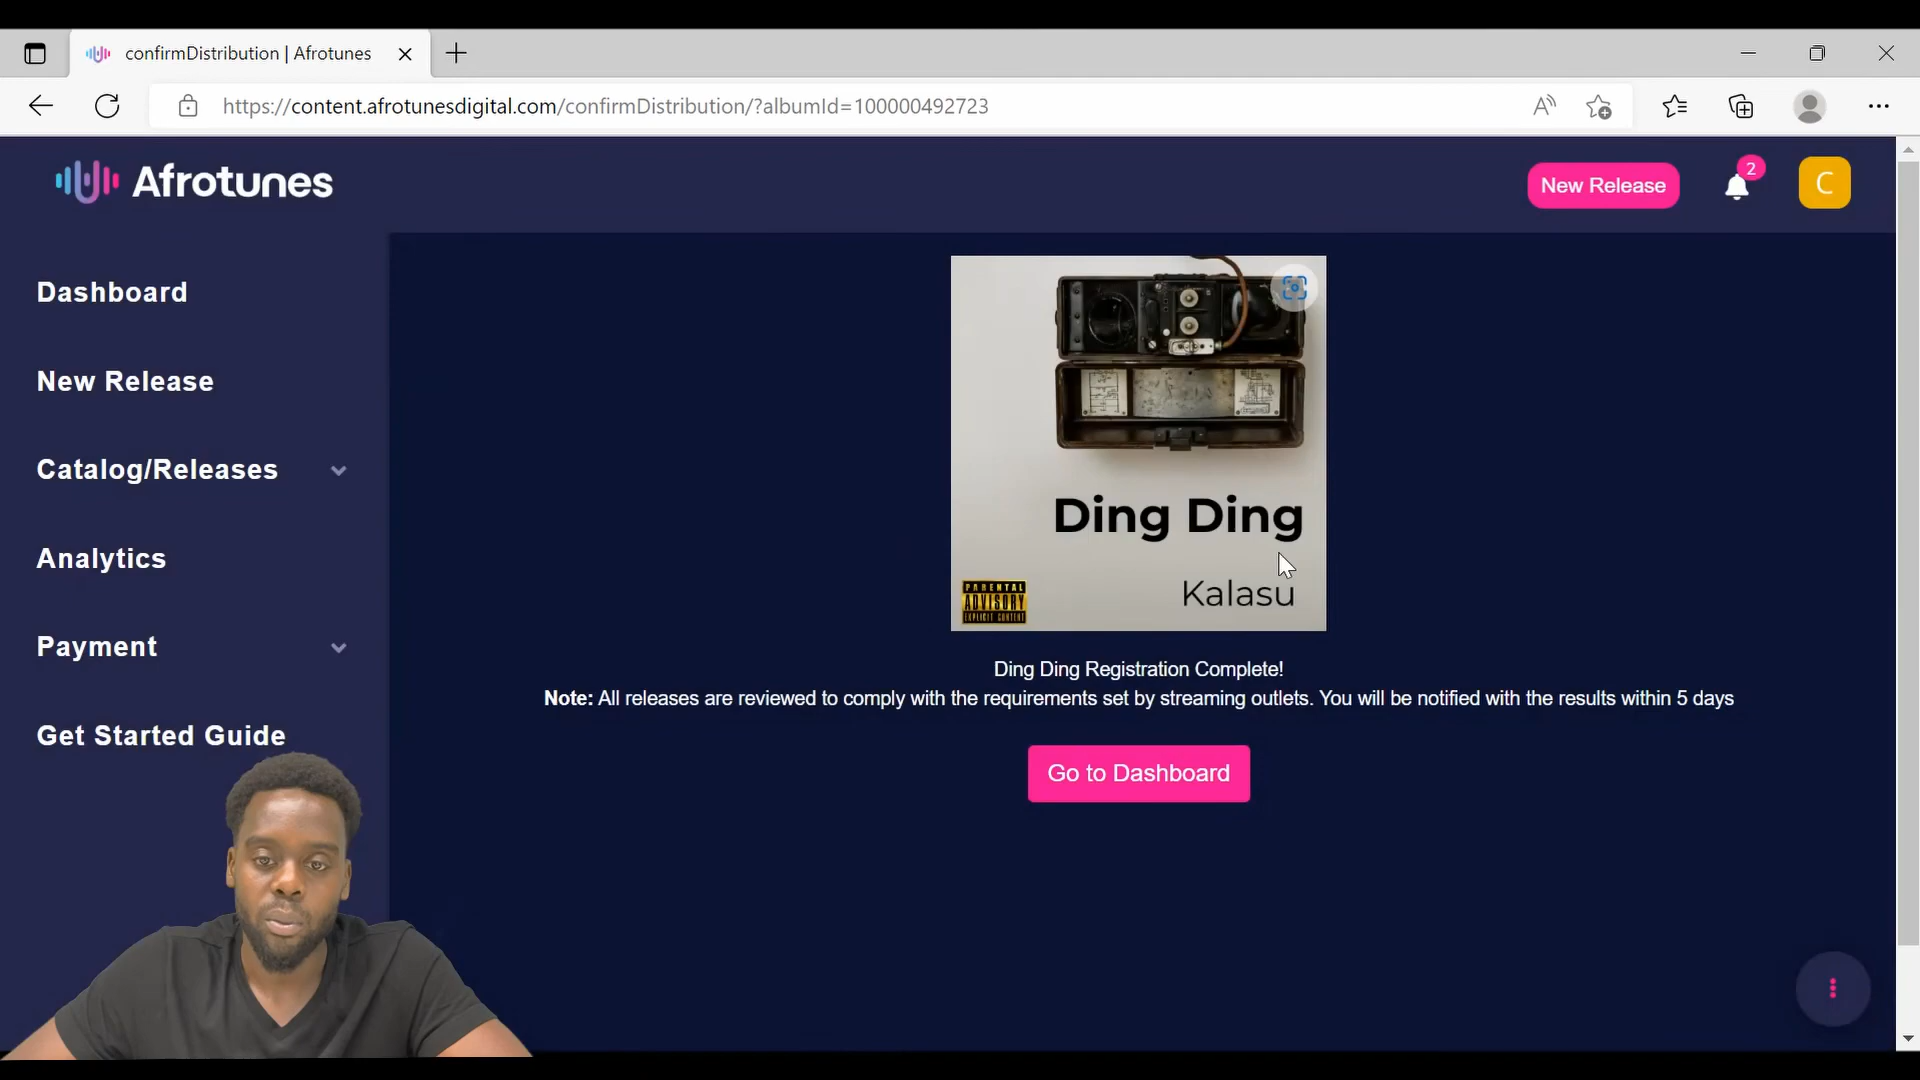 confirmDistribution | Afrotunes
https://content.afrotunesdigital.com/confirmDistribution/?albumId=100000492723
Afrotunes
New Release
2
C
Dashboard
New Release
Catalog/Releases
Analytics
Payment
Get Started Guide
Ding Ding
Kalasu
PARENTAL
ADVISORY
EXPLICIT CONTENT
Ding Ding Registration Complete!
Note: All releases are reviewed to comply with the requirements set by streaming outlets. You will be notified with the results within 5 days
Go to Dashboard